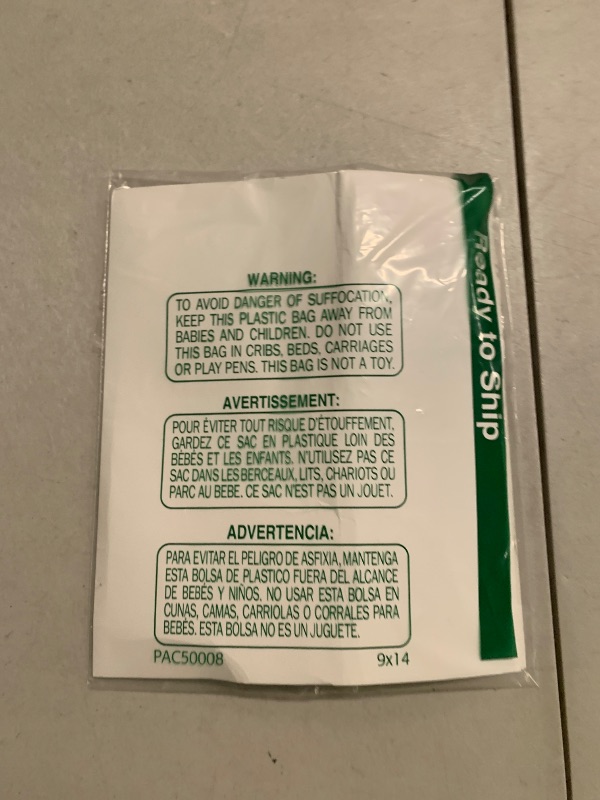 WARNING:
TO AVOID DANGER OF SUFFOCATION,
KEEP THIS PLASTIC BAG AWAY FROM
BABIES AND CHILDREN. DO NOT USE
THIS BAG IN CRIBS, BEDS, CARRIAGES
OR PLAY PENS. THIS BAG IS NOT A TOY.
AVERTISSEMENT:
POUR ÉVITER TOUT RISQUE D'ÉTOUFFEMENT,
GARDEZ CE SAC EN PLASTIQUE LOIN DES
BÉBÉS ET LES ENFANTS. N'UTILISEZ PAS CE
SAC DANS LES BERCEAUX, LITS, CHARIOTS OU
PARC AU BEBE. CE SAC N'EST PAS UN JOUET.
ADVERTENCIA:
PARA EVITAR EL PELIGRO DE ASFIXIA, MANTENGA
ESTA BOLSA DE PLASTICO FUERA DEL ALCANCE
DE BEBÉS Y NIÑOS. NO USAR ESTA BOLSA EN
CUNAS, CAMAS, CARRIOLAS O CORRALES PARA
BEBÉS. ESTA BOLSA NO ES UN JUGUETE.
PAC50008 9x14
Ready to Ship